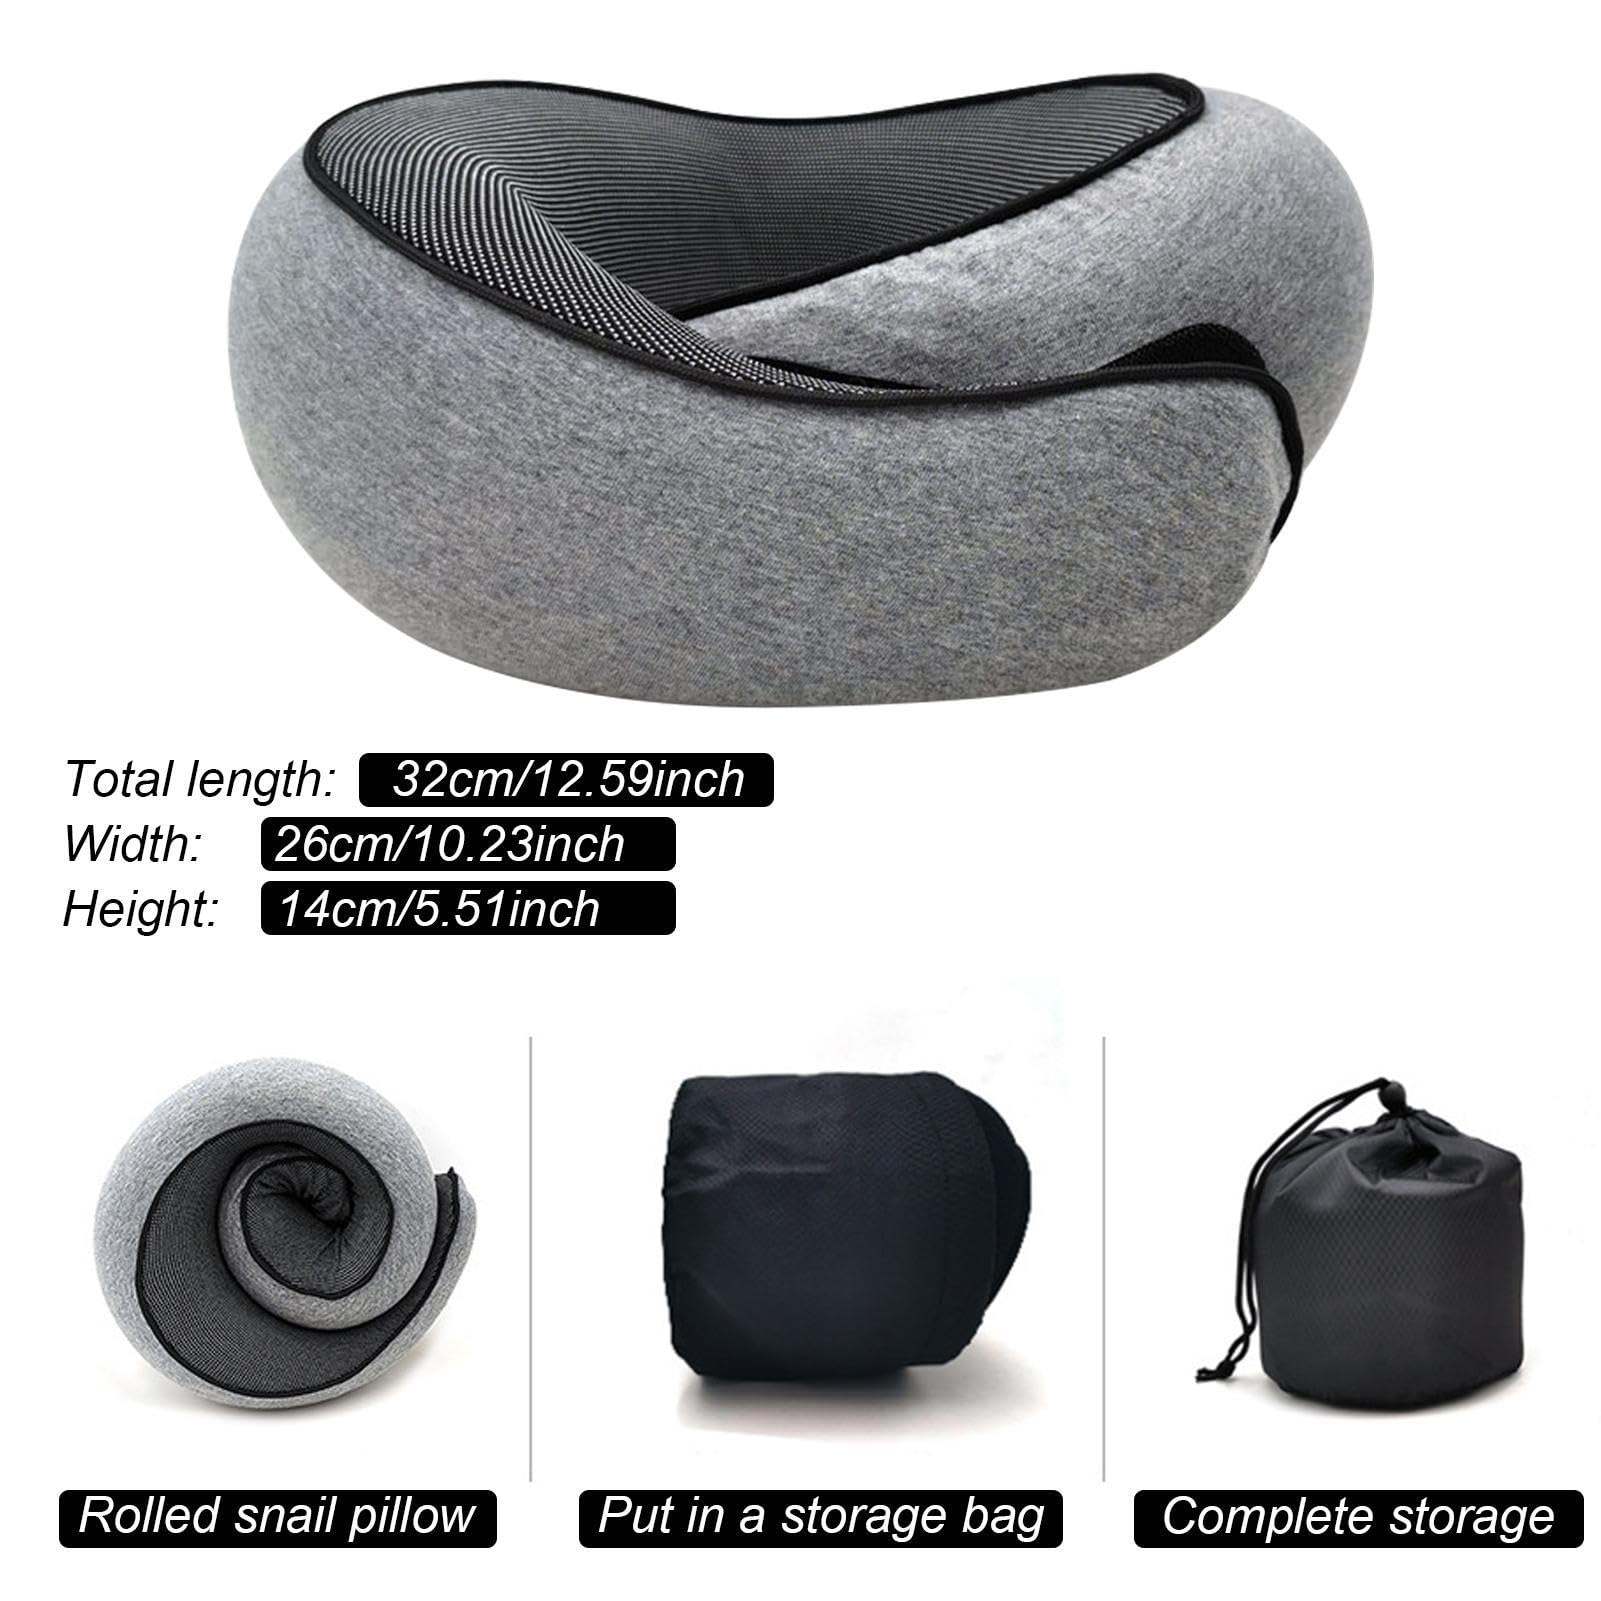 Total length: 32cm/12.59inch
Width: 26cm/10.23inch
Height: 14cm/5.51inch
Rolled snail pillow
Put in a storage bag
Complete storage